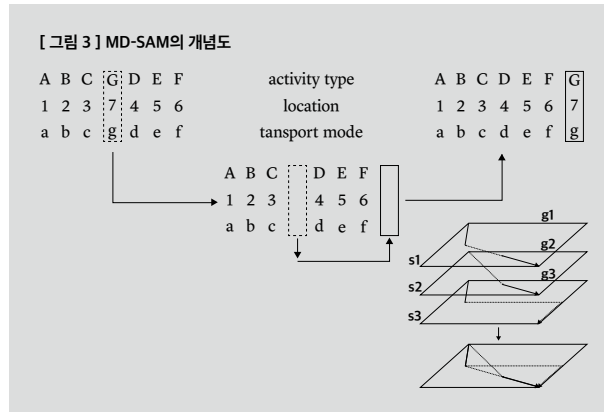 [ 그림 3 ] MD-SAM의 개념도
A B C G D E F
1 2 3 7 4 5 6
a b c g d e f
activity type
location
tansport mode
A B C G D E F
1 2 3 4 5 6 7
a b c d e f g
A B C D E F
1 2 3 4 5 6
a b c d e f
g1
s1
g2
s2
g3
s3